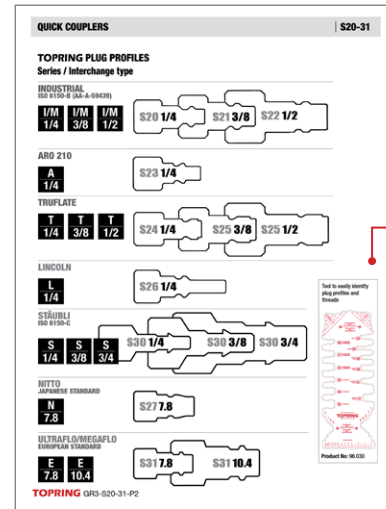 QUICK COUPLERS | S20-31
TOPRING PLUG PROFILES
Series / Interchange type
INDUSTRIAL
ISO 6150-B (AA-A-59439)
I/M 1/4 I/M 3/8 I/M 1/2
S20 1/4 S21 3/8 S22 1/2
ARO 210
A 1/4
S23 1/4
TRUFLATE
T 1/4 T 3/8 T 1/2
S24 1/4 S25 3/8 S25 1/2
LINCOLN
L 1/4
S26 1/4
STÄUBLI
ISO 6150-C
S 1/4 S 3/8 S 3/4
S30 1/4 S30 3/8 S30 3/4
NITTO
JAPANESE STANDARD
N 7.8
S27 7.8
ULTRAFLO/MEGAFLO
EUROPEAN STANDARD
E 7.8 E 10.4
S31 7.8 S31 10.4
Tool to easily identify
plug profiles and
threads
TOPRING
Product No: 96.030
TOPRING GR3-S20-31-P2